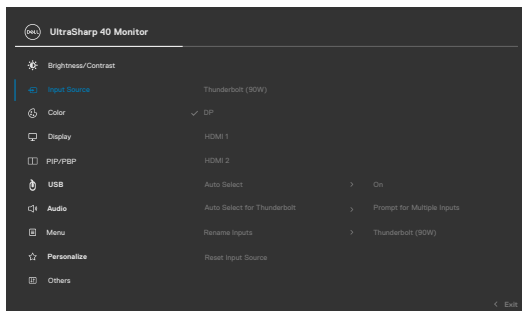 DELL UltraSharp 40 Monitor
Brightness/Contrast
Input Source Thunderbolt (90W)
Color DP
Display HDMI 1
PIP/PBP HDMI 2
USB Auto Select > On
Audio Auto Select for Thunderbolt > Prompt for Multiple Inputs
Menu Rename Inputs > Thunderbolt (90W)
Personalize Reset Input Source
Others
< Exit